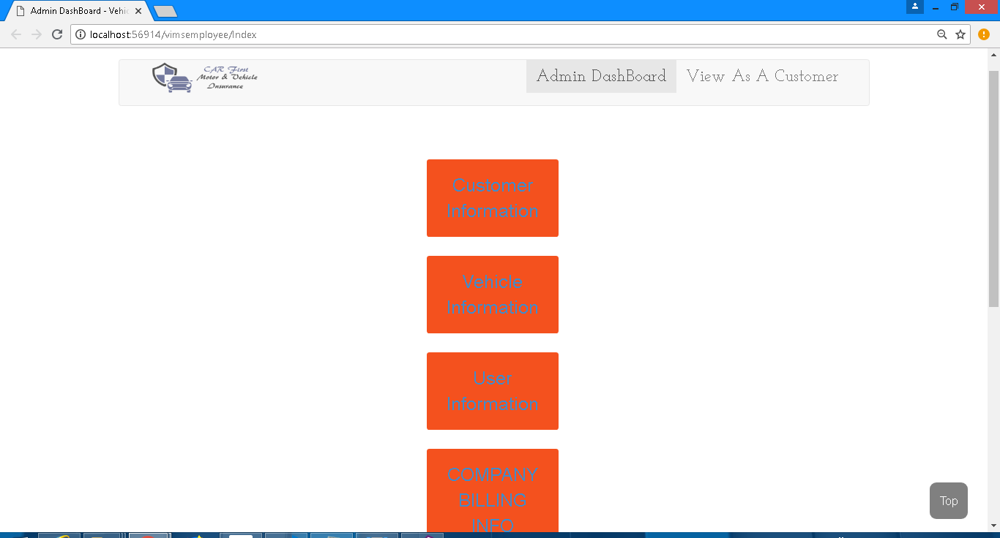 Admin DashBoard - Vehic
localhost:56914/vimsemployee/Index
CAR First
Motor & Vehicle
Insurance
Admin DashBoard
View As A Customer
Customer
Information
Vehicle
Information
User
Information
COMPANY
BILLING
INFO
Top